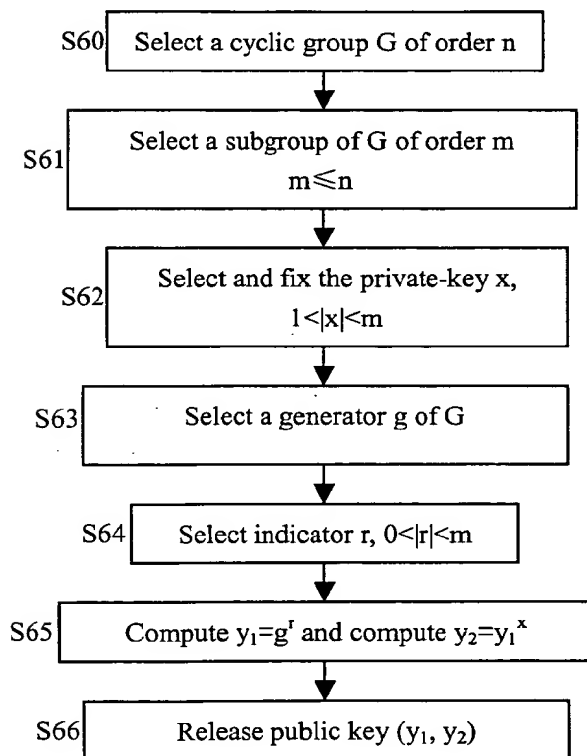 S60 Select a cyclic group G of order n
S61 Select a subgroup of G of order m
m≤n
S62 Select and fix the private-key x,
1<|x|<m
S63 Select a generator g of G
S64 Select indicator r, 0<|r|<m
S65 Compute y₁=gʳ and compute y₂=y₁ˣ
S66 Release public key (y₁, y₂)